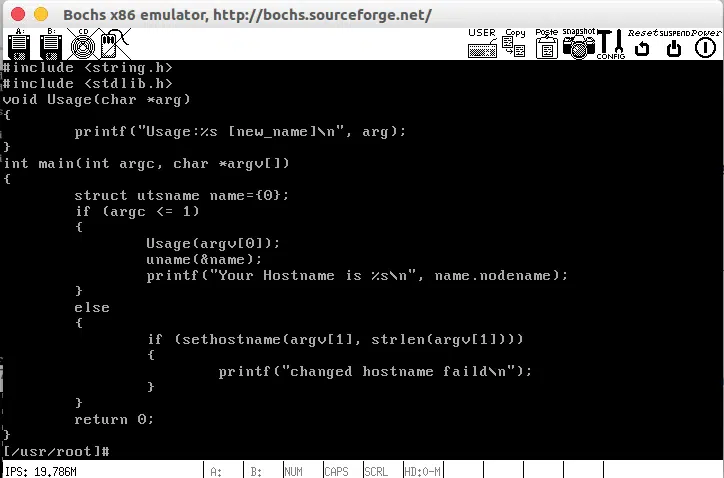 Bochs x86 emulator, http://bochs.sourceforge.net/
A: B: CD USER Copy Paste snapshot CONFIG Reset SUSPEND Power
#include <string.h>
#include <stdlib.h>
void Usage(char *arg)
{
        printf("Usage:%s [new_name]\n", arg);
}
int main(int argc, char *argv[])
{
        struct utsname name={0};
        if (argc <= 1)
        {
                Usage(argv[0]);
                uname(&name);
                printf("Your Hostname is %s\n", name.nodename);
        }
        else
        {
                if (sethostname(argv[1], strlen(argv[1])))
                {
                        printf("changed hostname faild\n");
                }
        }
        return 0;
}
[/usr/root]#
IPS: 19.786M A: B: NUM CAPS SCRL HD:0-M